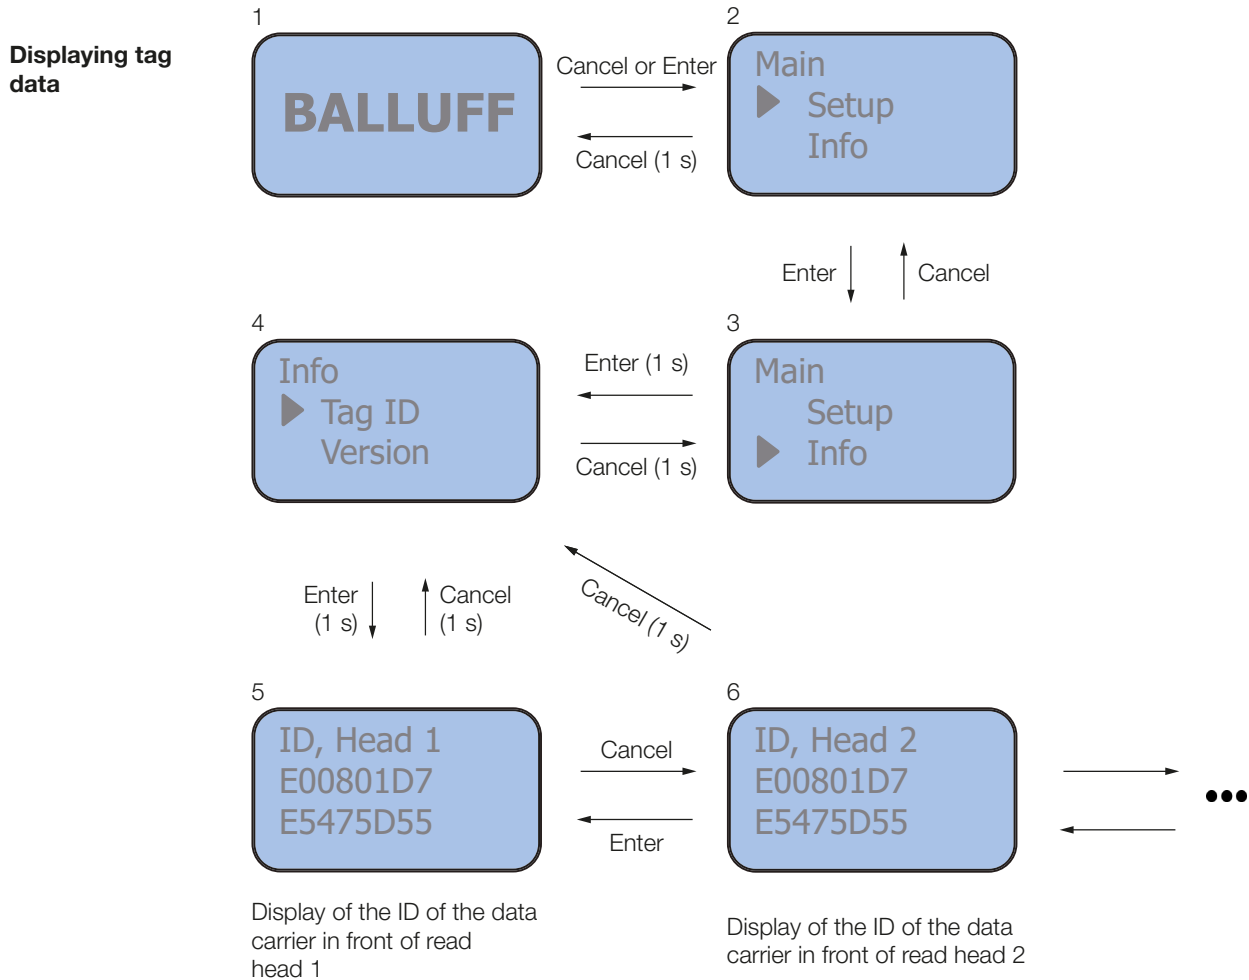 Displaying tag
data
1
BALLUFF
Cancel or Enter
Cancel (1 s)
2
Main
Setup
Info
Enter
Cancel
4
Info
Tag ID
Version
Enter (1 s)
Cancel (1 s)
3
Main
Setup
Info
Enter
(1 s)
Cancel
(1 s)
Cancel (1 s)
5
ID, Head 1
E00801D7
E5475D55
Cancel
Enter
6
ID, Head 2
E00801D7
E5475D55
•••
Display of the ID of the data
carrier in front of read
head 1
Display of the ID of the data
carrier in front of read head 2